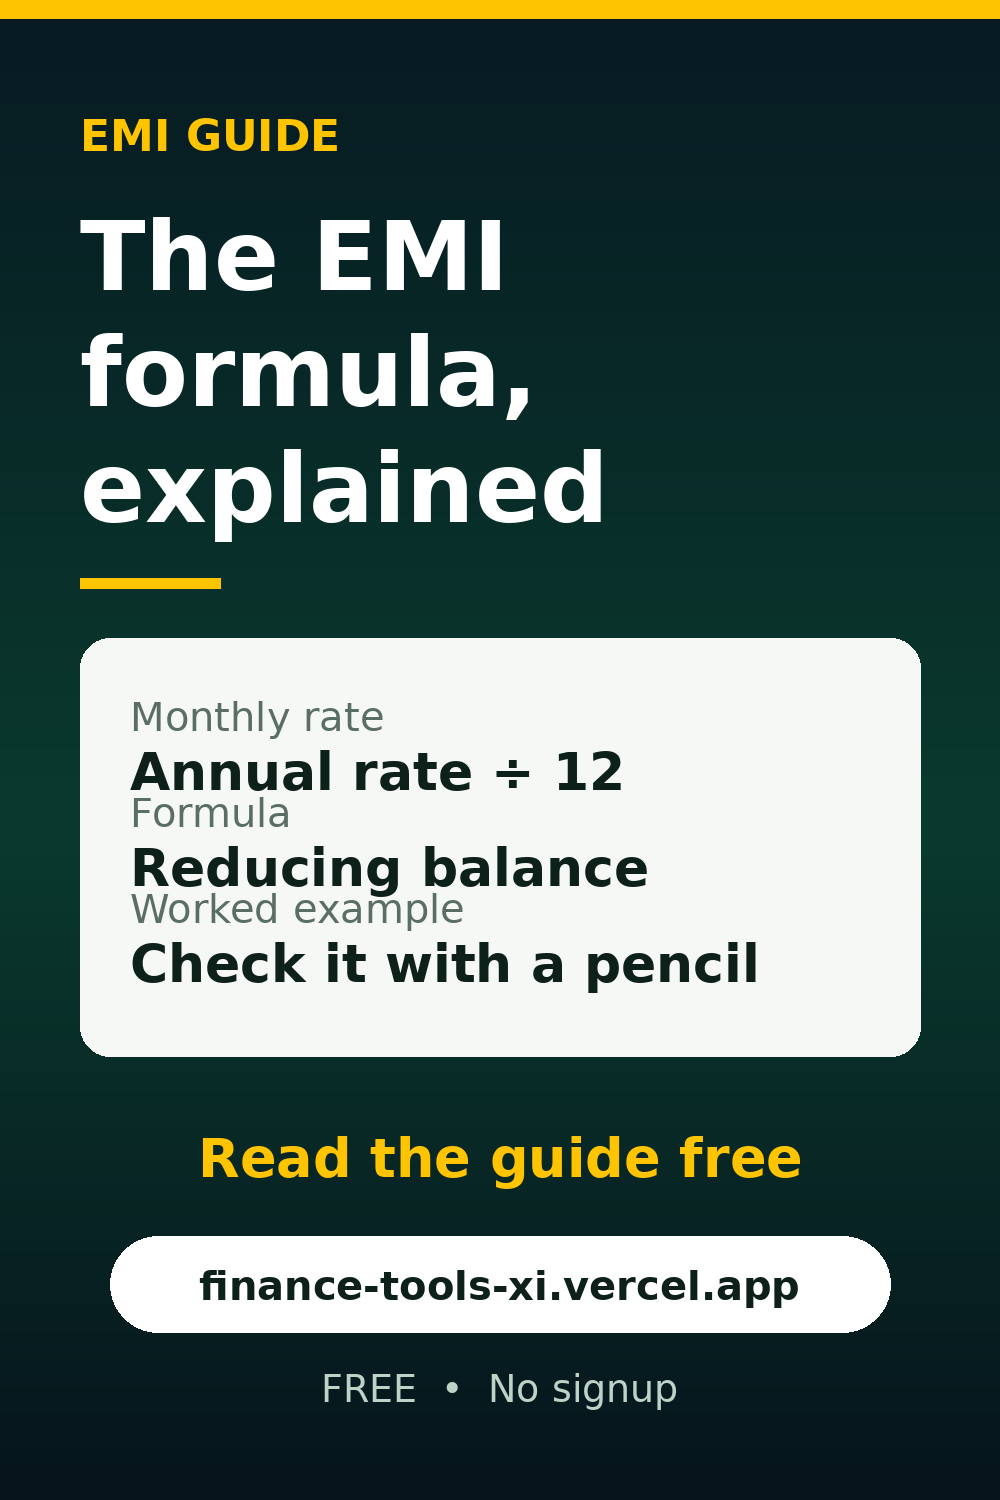 EMI GUIDE
The EMI
formula,
explained
Monthly rate
Annual rate ÷ 12
Formula
Reducing balance
Worked example
Check it with a pencil
Read the guide free
finance-tools-xi.vercel.app
FREE • No signup